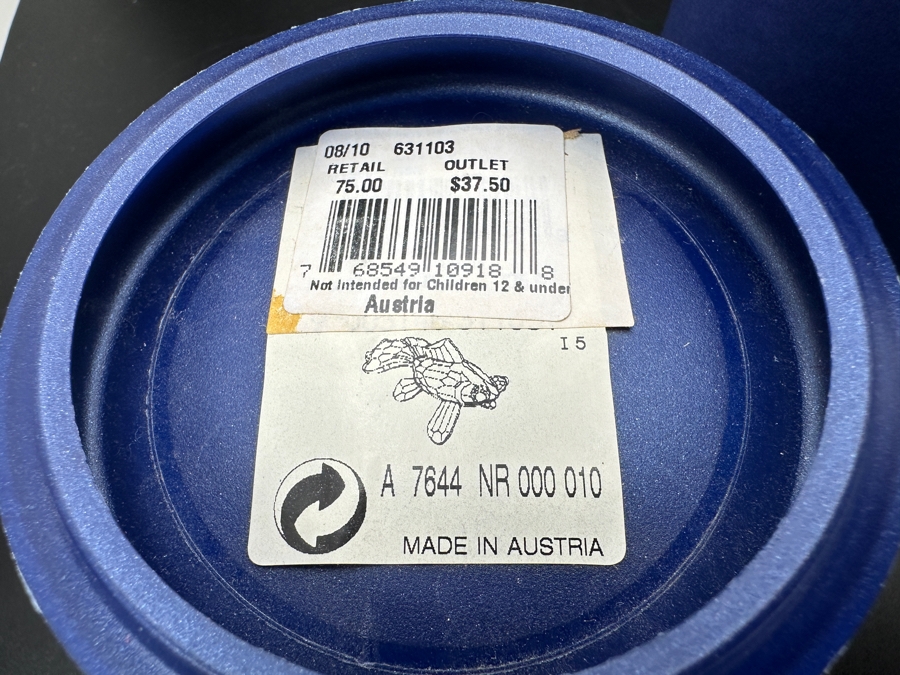 08/10 631103
RETAIL OUTLET
75.00 $37.50
7 68549 10918 8
Not Intended for Children 12 & under
Austria
I 5
A 7644 NR 000 010
MADE IN AUSTRIA